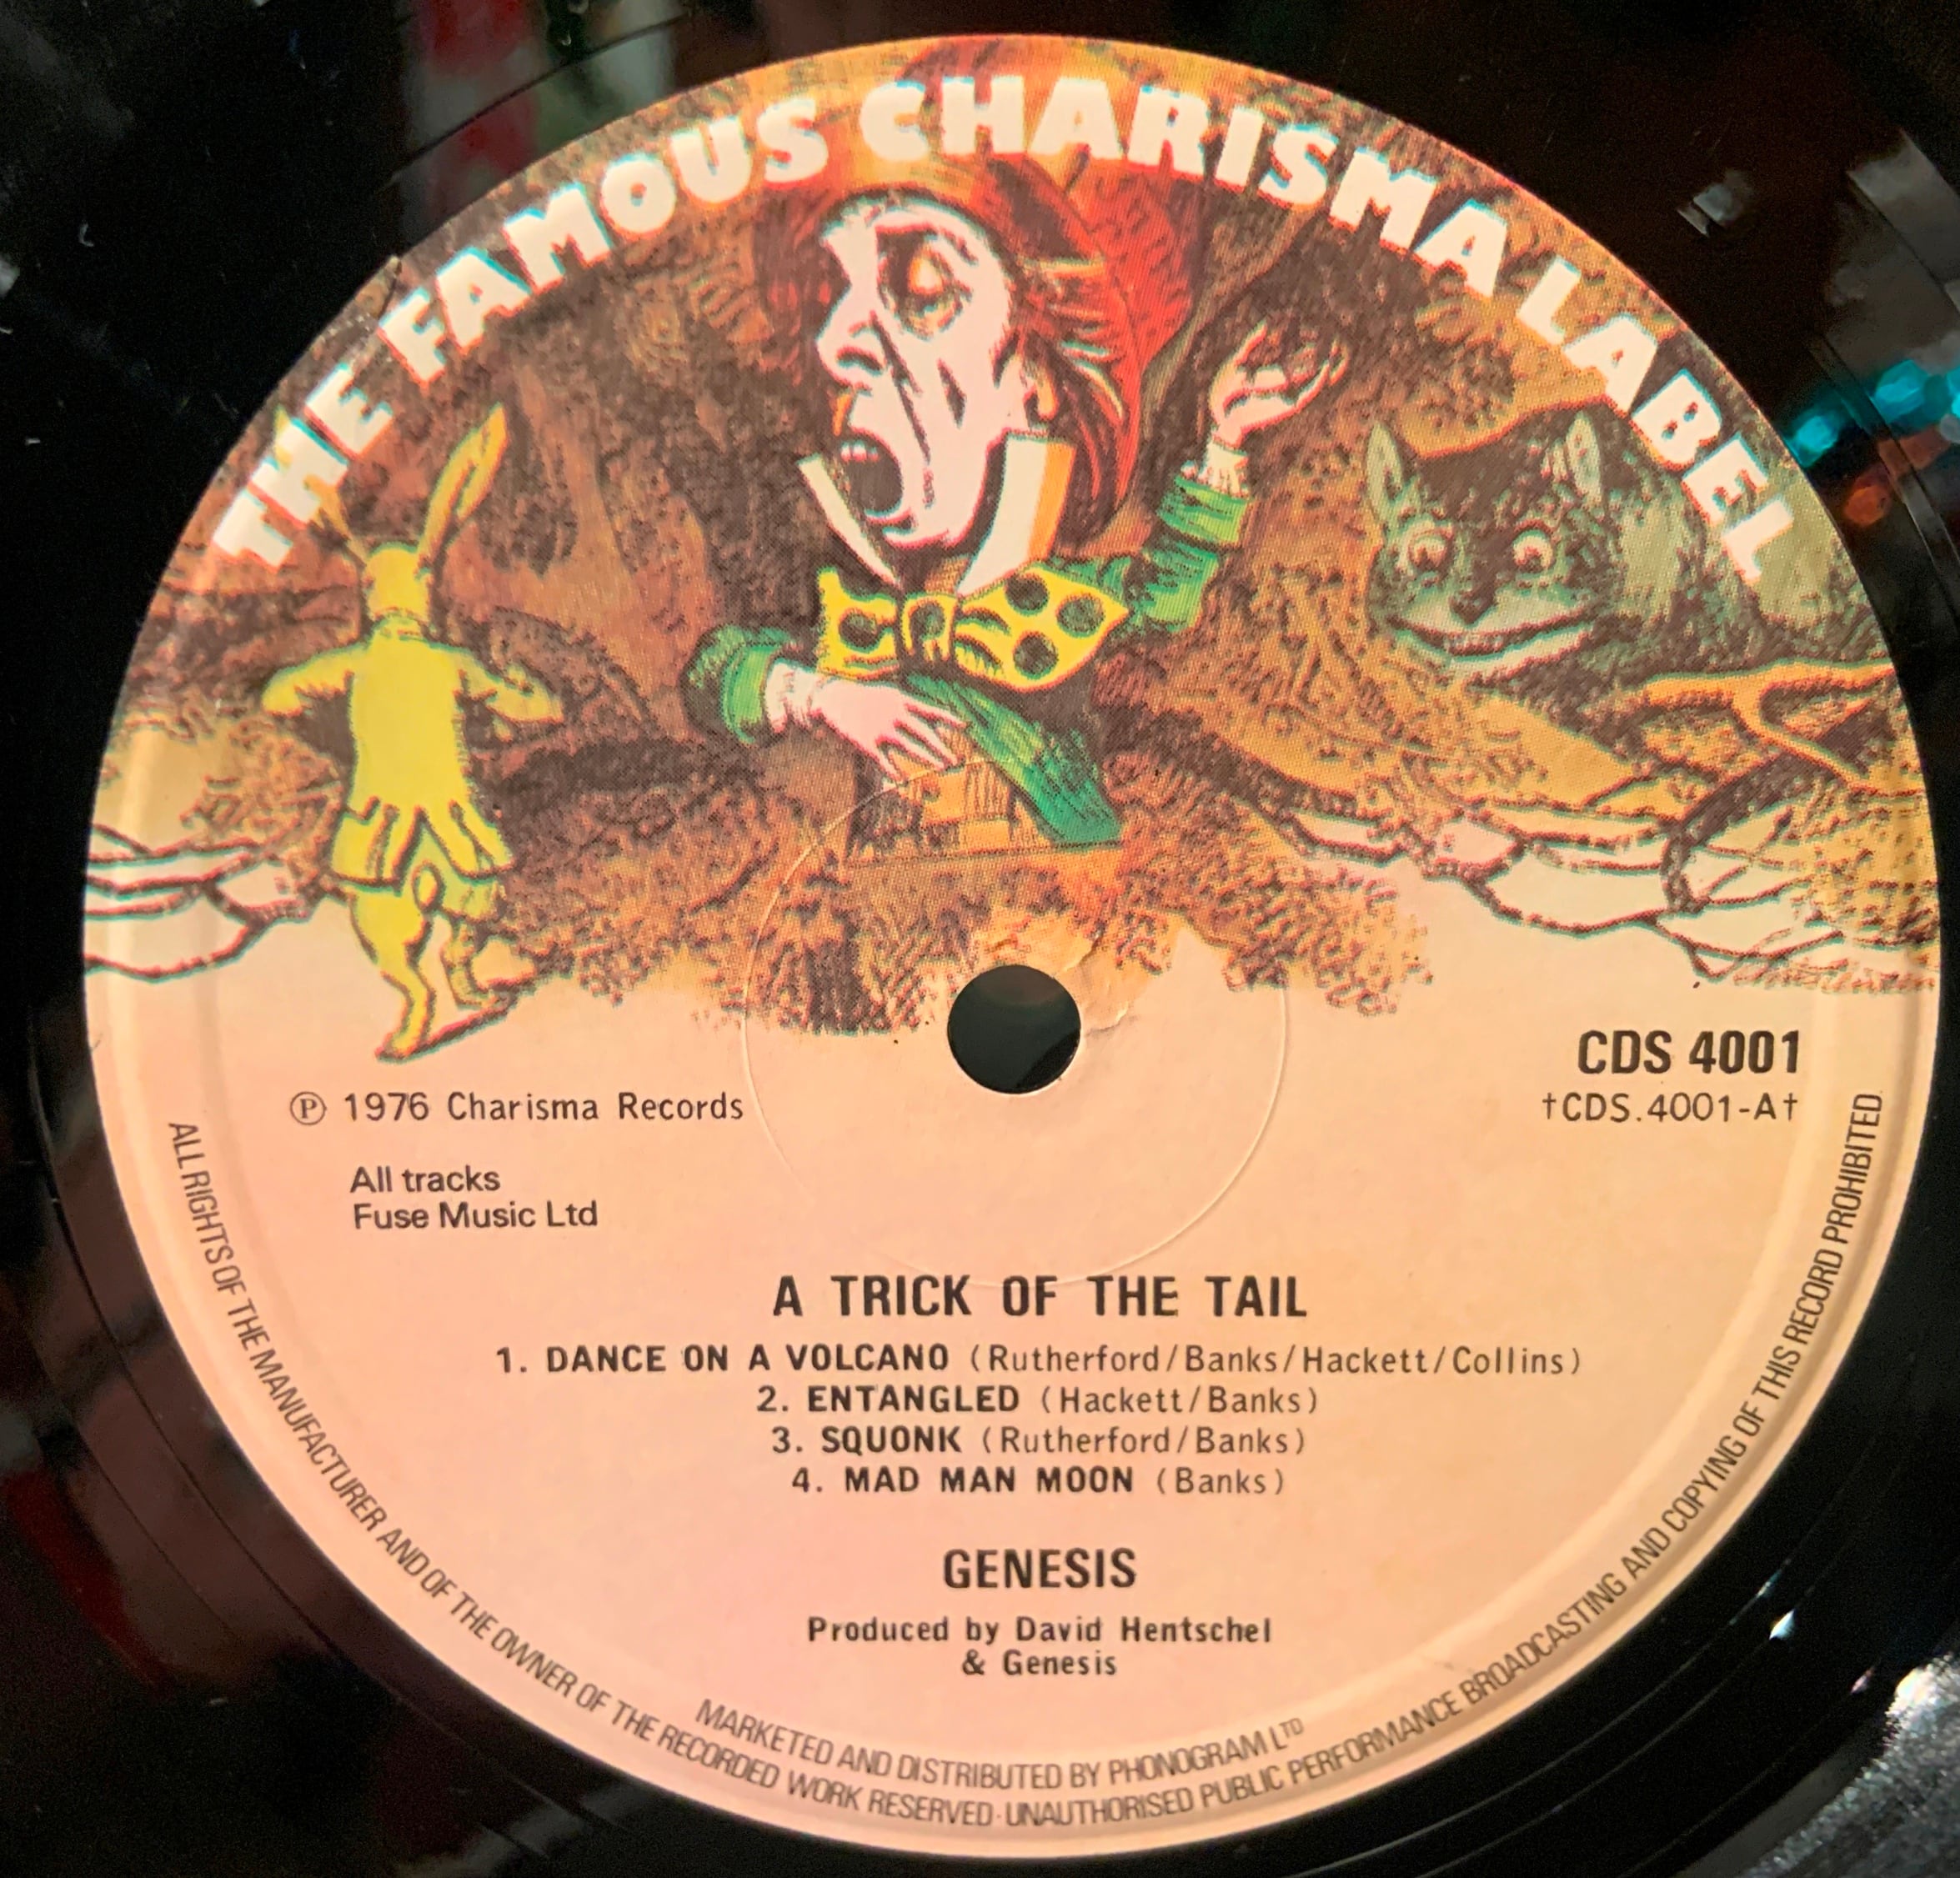 THE FAMOUS CHARISMA LABEL
CDS 4001
Ⓟ 1976 Charisma Records
†CDS.4001-A†
All tracks
Fuse Music Ltd
A TRICK OF THE TAIL
1. DANCE ON A VOLCANO (Rutherford/Banks/Hackett/Collins)
2. ENTANGLED (Hackett/Banks)
3. SQUONK (Rutherford/Banks)
4. MAD MAN MOON (Banks)
GENESIS
Produced by David Hentschel
& Genesis
MARKETED AND DISTRIBUTED BY PHONOGRAM LTD
ALL RIGHTS OF THE MANUFACTURER AND OF THE OWNER OF THE RECORDED WORK RESERVED·UNAUTHORISED PUBLIC PERFORMANCE BROADCASTING AND COPYING OF THIS RECORD PROHIBITED